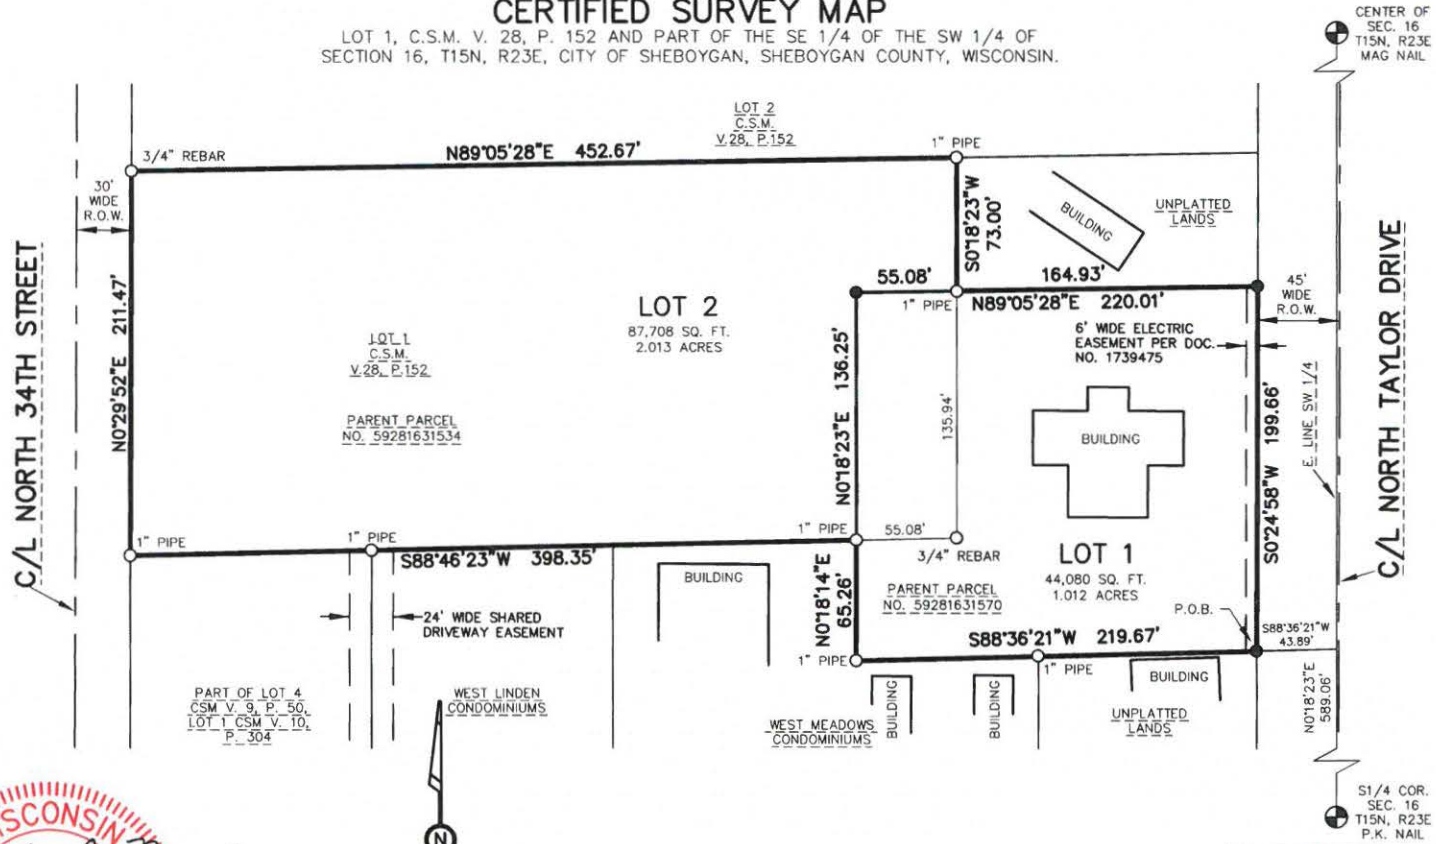 CERTIFIED SURVEY MAP
LOT 1, C.S.M. V. 28, P. 152 AND PART OF THE SE 1/4 OF THE SW 1/4 OF
SECTION 16, T15N, R23E, CITY OF SHEBOYGAN, SHEBOYGAN COUNTY, WISCONSIN.
CENTER OF
SEC. 16
T15N, R23E
MAG NAIL
LOT 2
C.S.M.
V.28, P.152
3/4" REBAR
N89°05'28"E 452.67'
1" PIPE
30'
WIDE
R.O.W.
S0°18'23"W
73.00'
BUILDING
UNPLATTED
LANDS
C/L NORTH 34TH STREET
N0°29'52"E 211.47'
LOT 2
87,708 SQ. FT.
2.013 ACRES
55.08'
164.93'
1" PIPE
N89°05'28"E 220.01'
45'
WIDE
R.O.W.
C/L NORTH TAYLOR DRIVE
6' WIDE ELECTRIC
EASEMENT PER DOC.
NO. 1739475
LOT 1
C.S.M.
V.28, P.152
PARENT PARCEL
NO. 59281631534
N0°18'23"E 136.25'
135.94'
BUILDING
S0°24'58"W 199.66'
E. LINE SW 1/4
1" PIPE
1" PIPE
S88°46'23"W 398.35'
1" PIPE
55.08'
3/4" REBAR
LOT 1
44,080 SQ. FT.
1.012 ACRES
PARENT PARCEL
NO. 59281631570
N0°18'14"E
65.26'
BUILDING
24' WIDE SHARED
DRIVEWAY EASEMENT
P.O.B.
S88°36'21"W
43.89'
S88°36'21"W 219.67'
1" PIPE
1" PIPE
N0°18'23"E
589.06'
PART OF LOT 4
CSM V. 9, P. 50,
LOT 1 CSM V. 10,
P. 304
WEST LINDEN
CONDOMINIUMS
WEST MEADOWS
CONDOMINIUMS
BUILDING
BUILDING
BUILDING
UNPLATTED
LANDS
S1/4 COR.
SEC. 16
T15N, R23E
P.K. NAIL
N